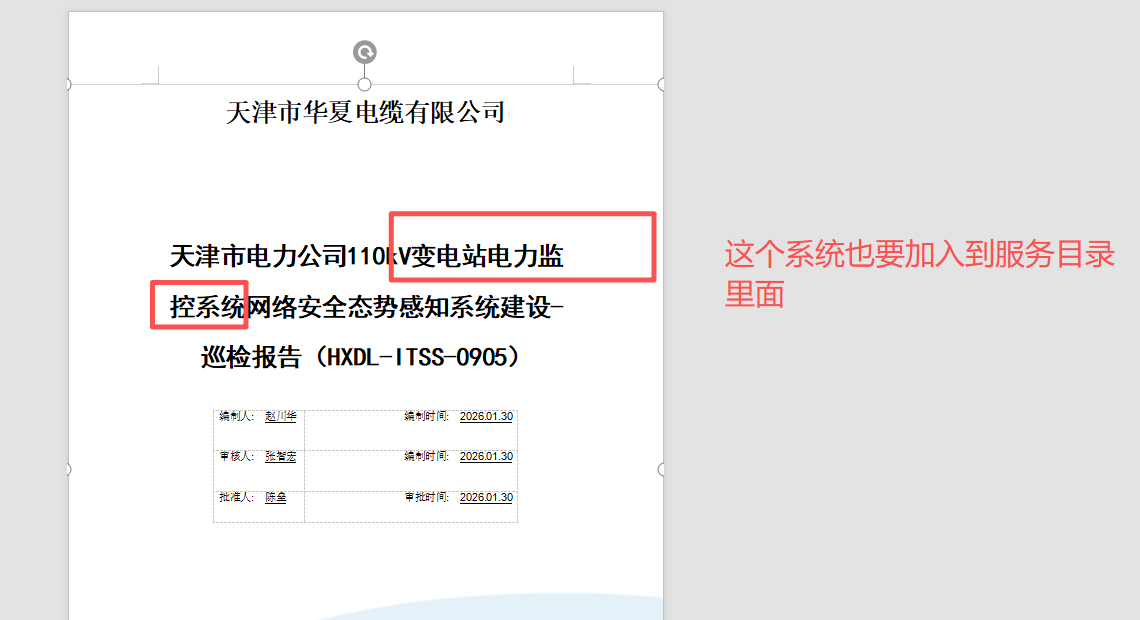 天津市华夏电缆有限公司
天津市电力公司110kV变电站电力监
控系统网络安全态势感知系统建设-
巡检报告（HXDL-ITSS-0905）
这个系统也要加入到服务目录
里面
编制人： 赵川华 编制时间： 2026.01.30
审核人： 张智宏 编制时间： 2026.01.30
批准人： 陈垒 审批时间： 2026.01.30